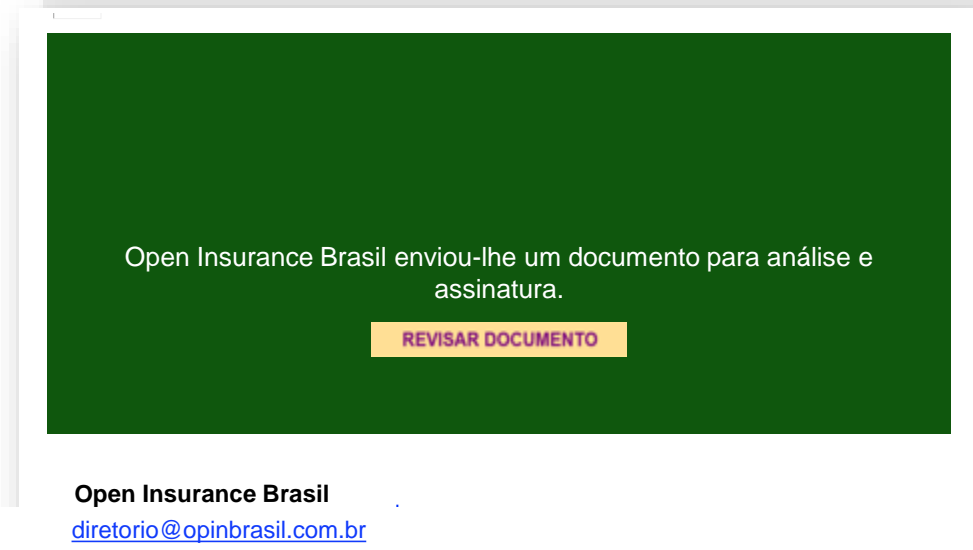 Open Insurance Brasil enviou-lhe um documento para análise e
assinatura.
REVISAR DOCUMENTO
Open Insurance Brasil
diretorio@opinbrasil.com.br